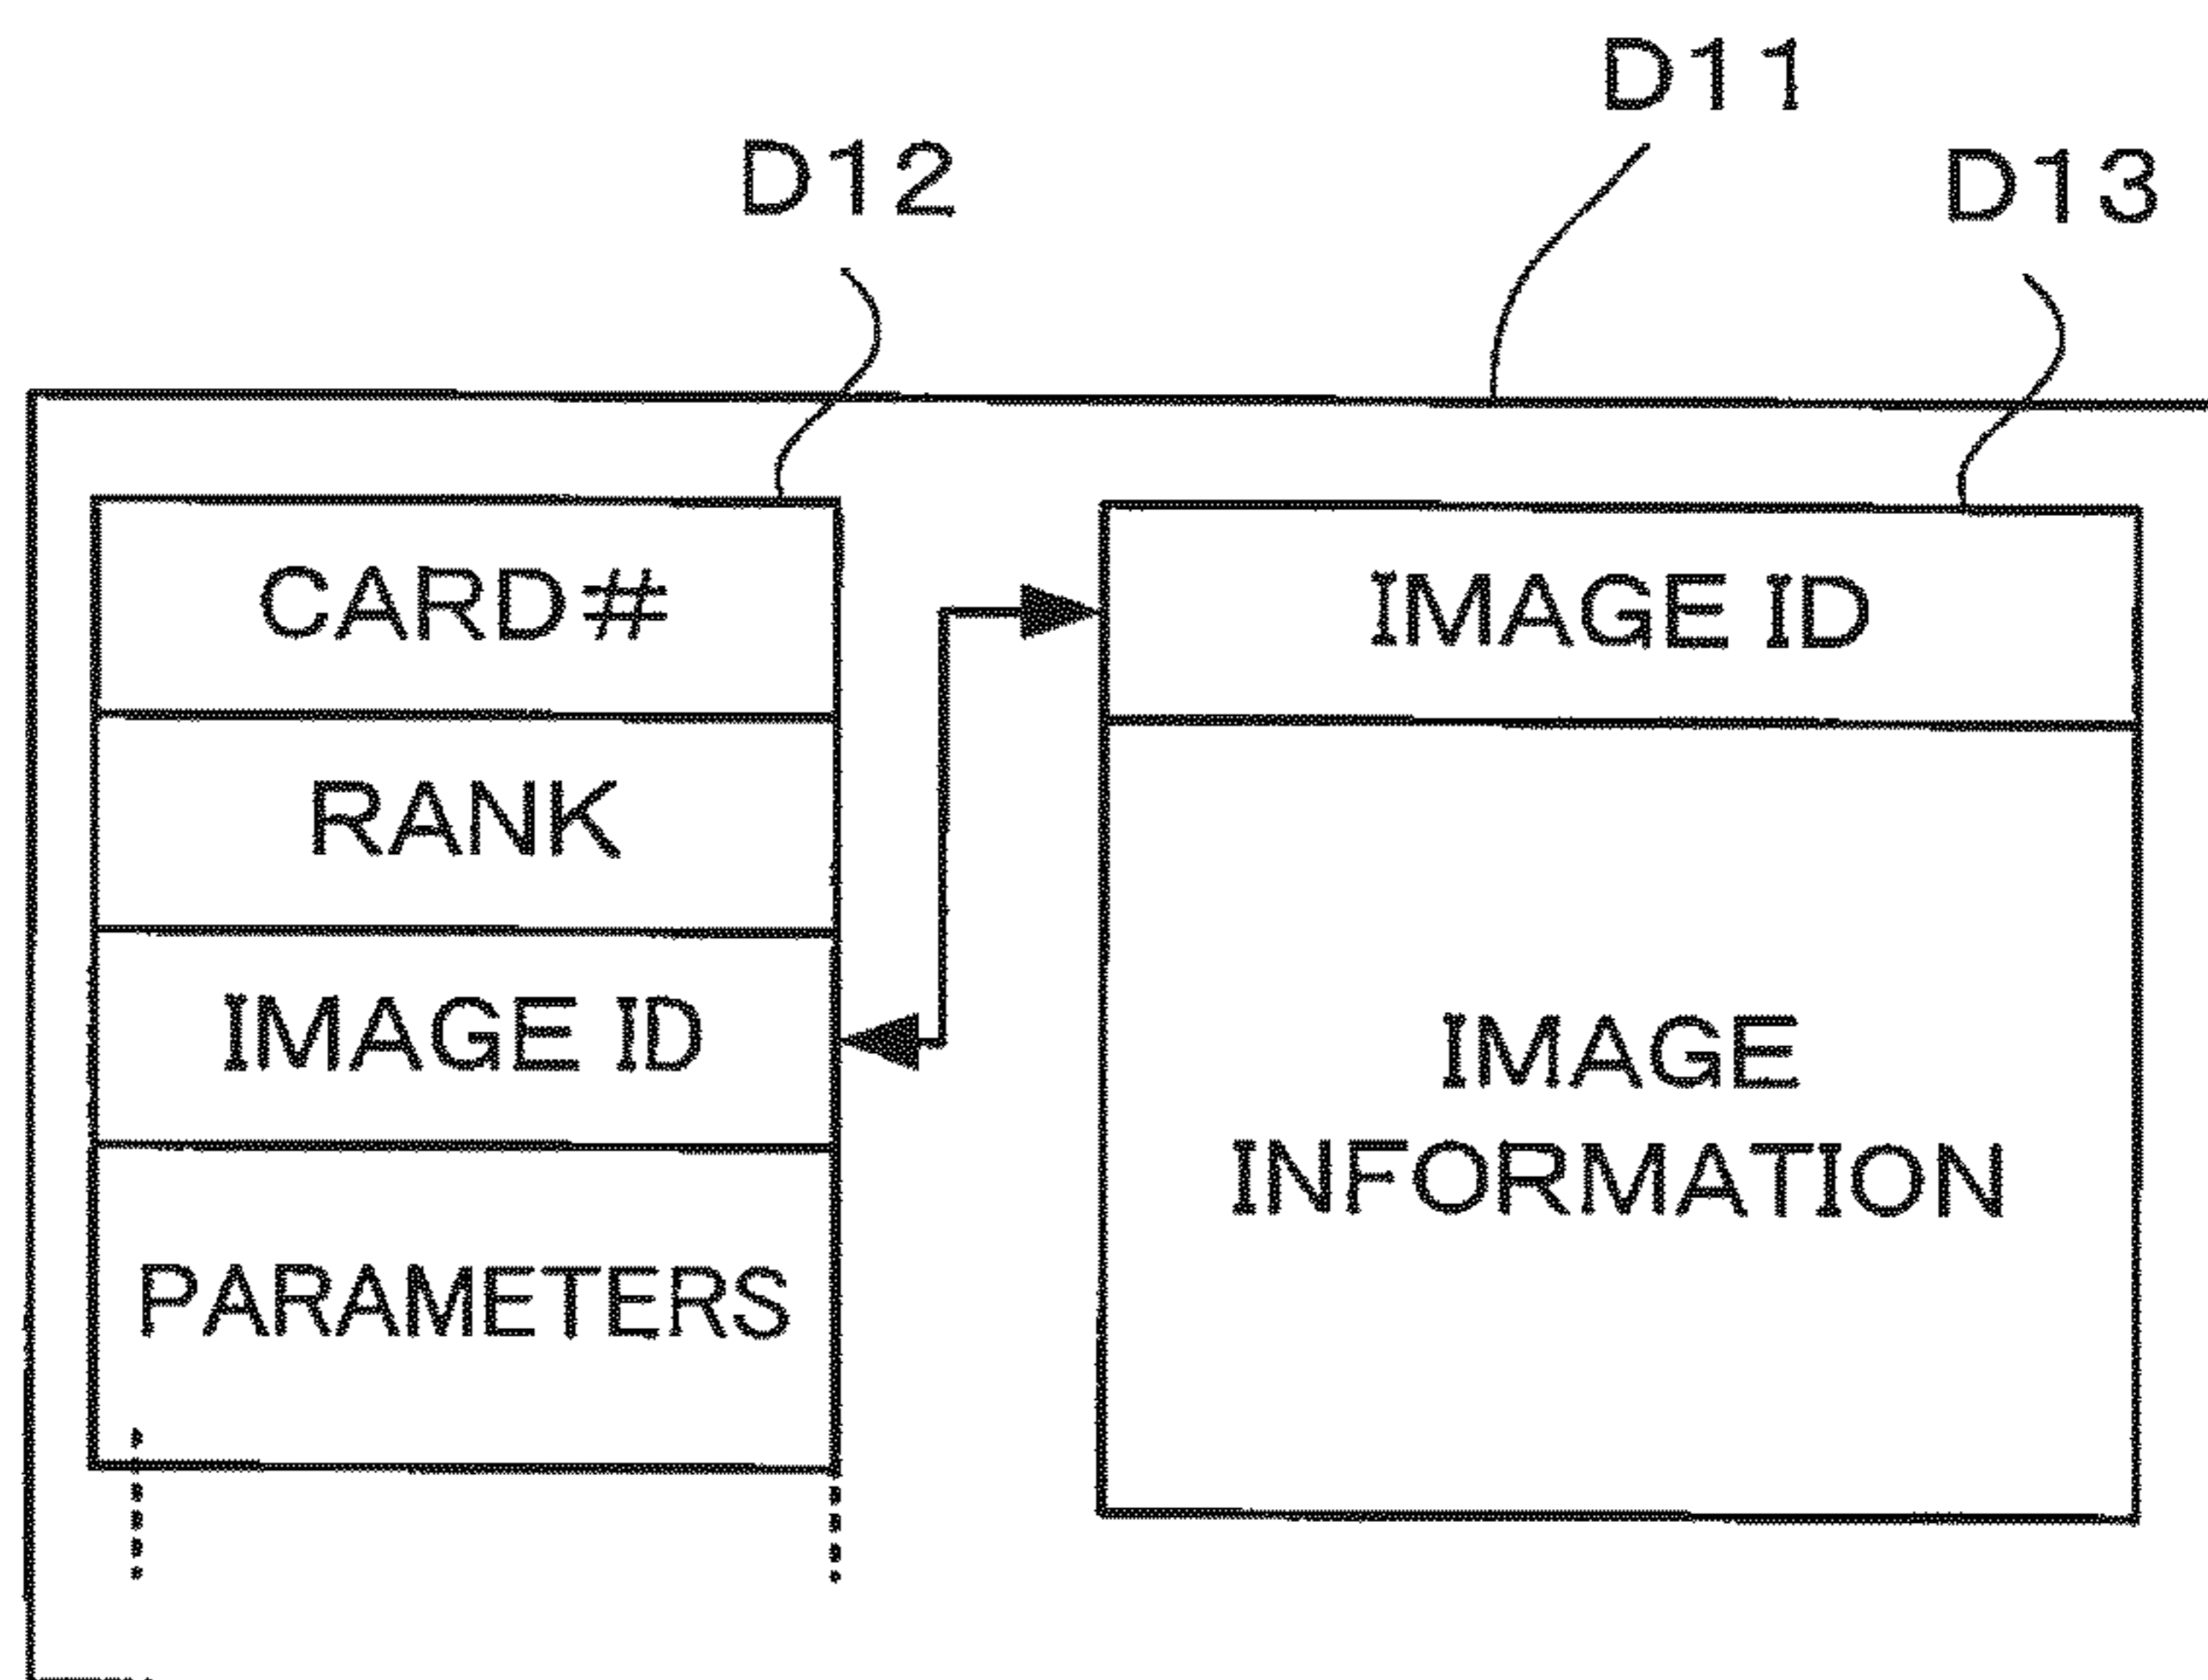 D11
D12
D13
CARD#
RANK
IMAGE ID
PARAMETERS
IMAGE ID
IMAGE
INFORMATION